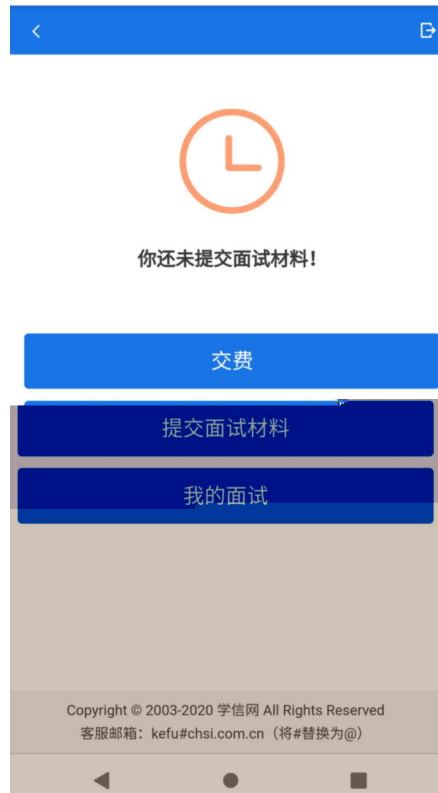 你还未提交面试材料!
交费
提交面试材料
我的面试
Copyright © 2003-2020 学信网 All Rights Reserved
客服邮箱：kefu#chsi.com.cn（将#替换为@）